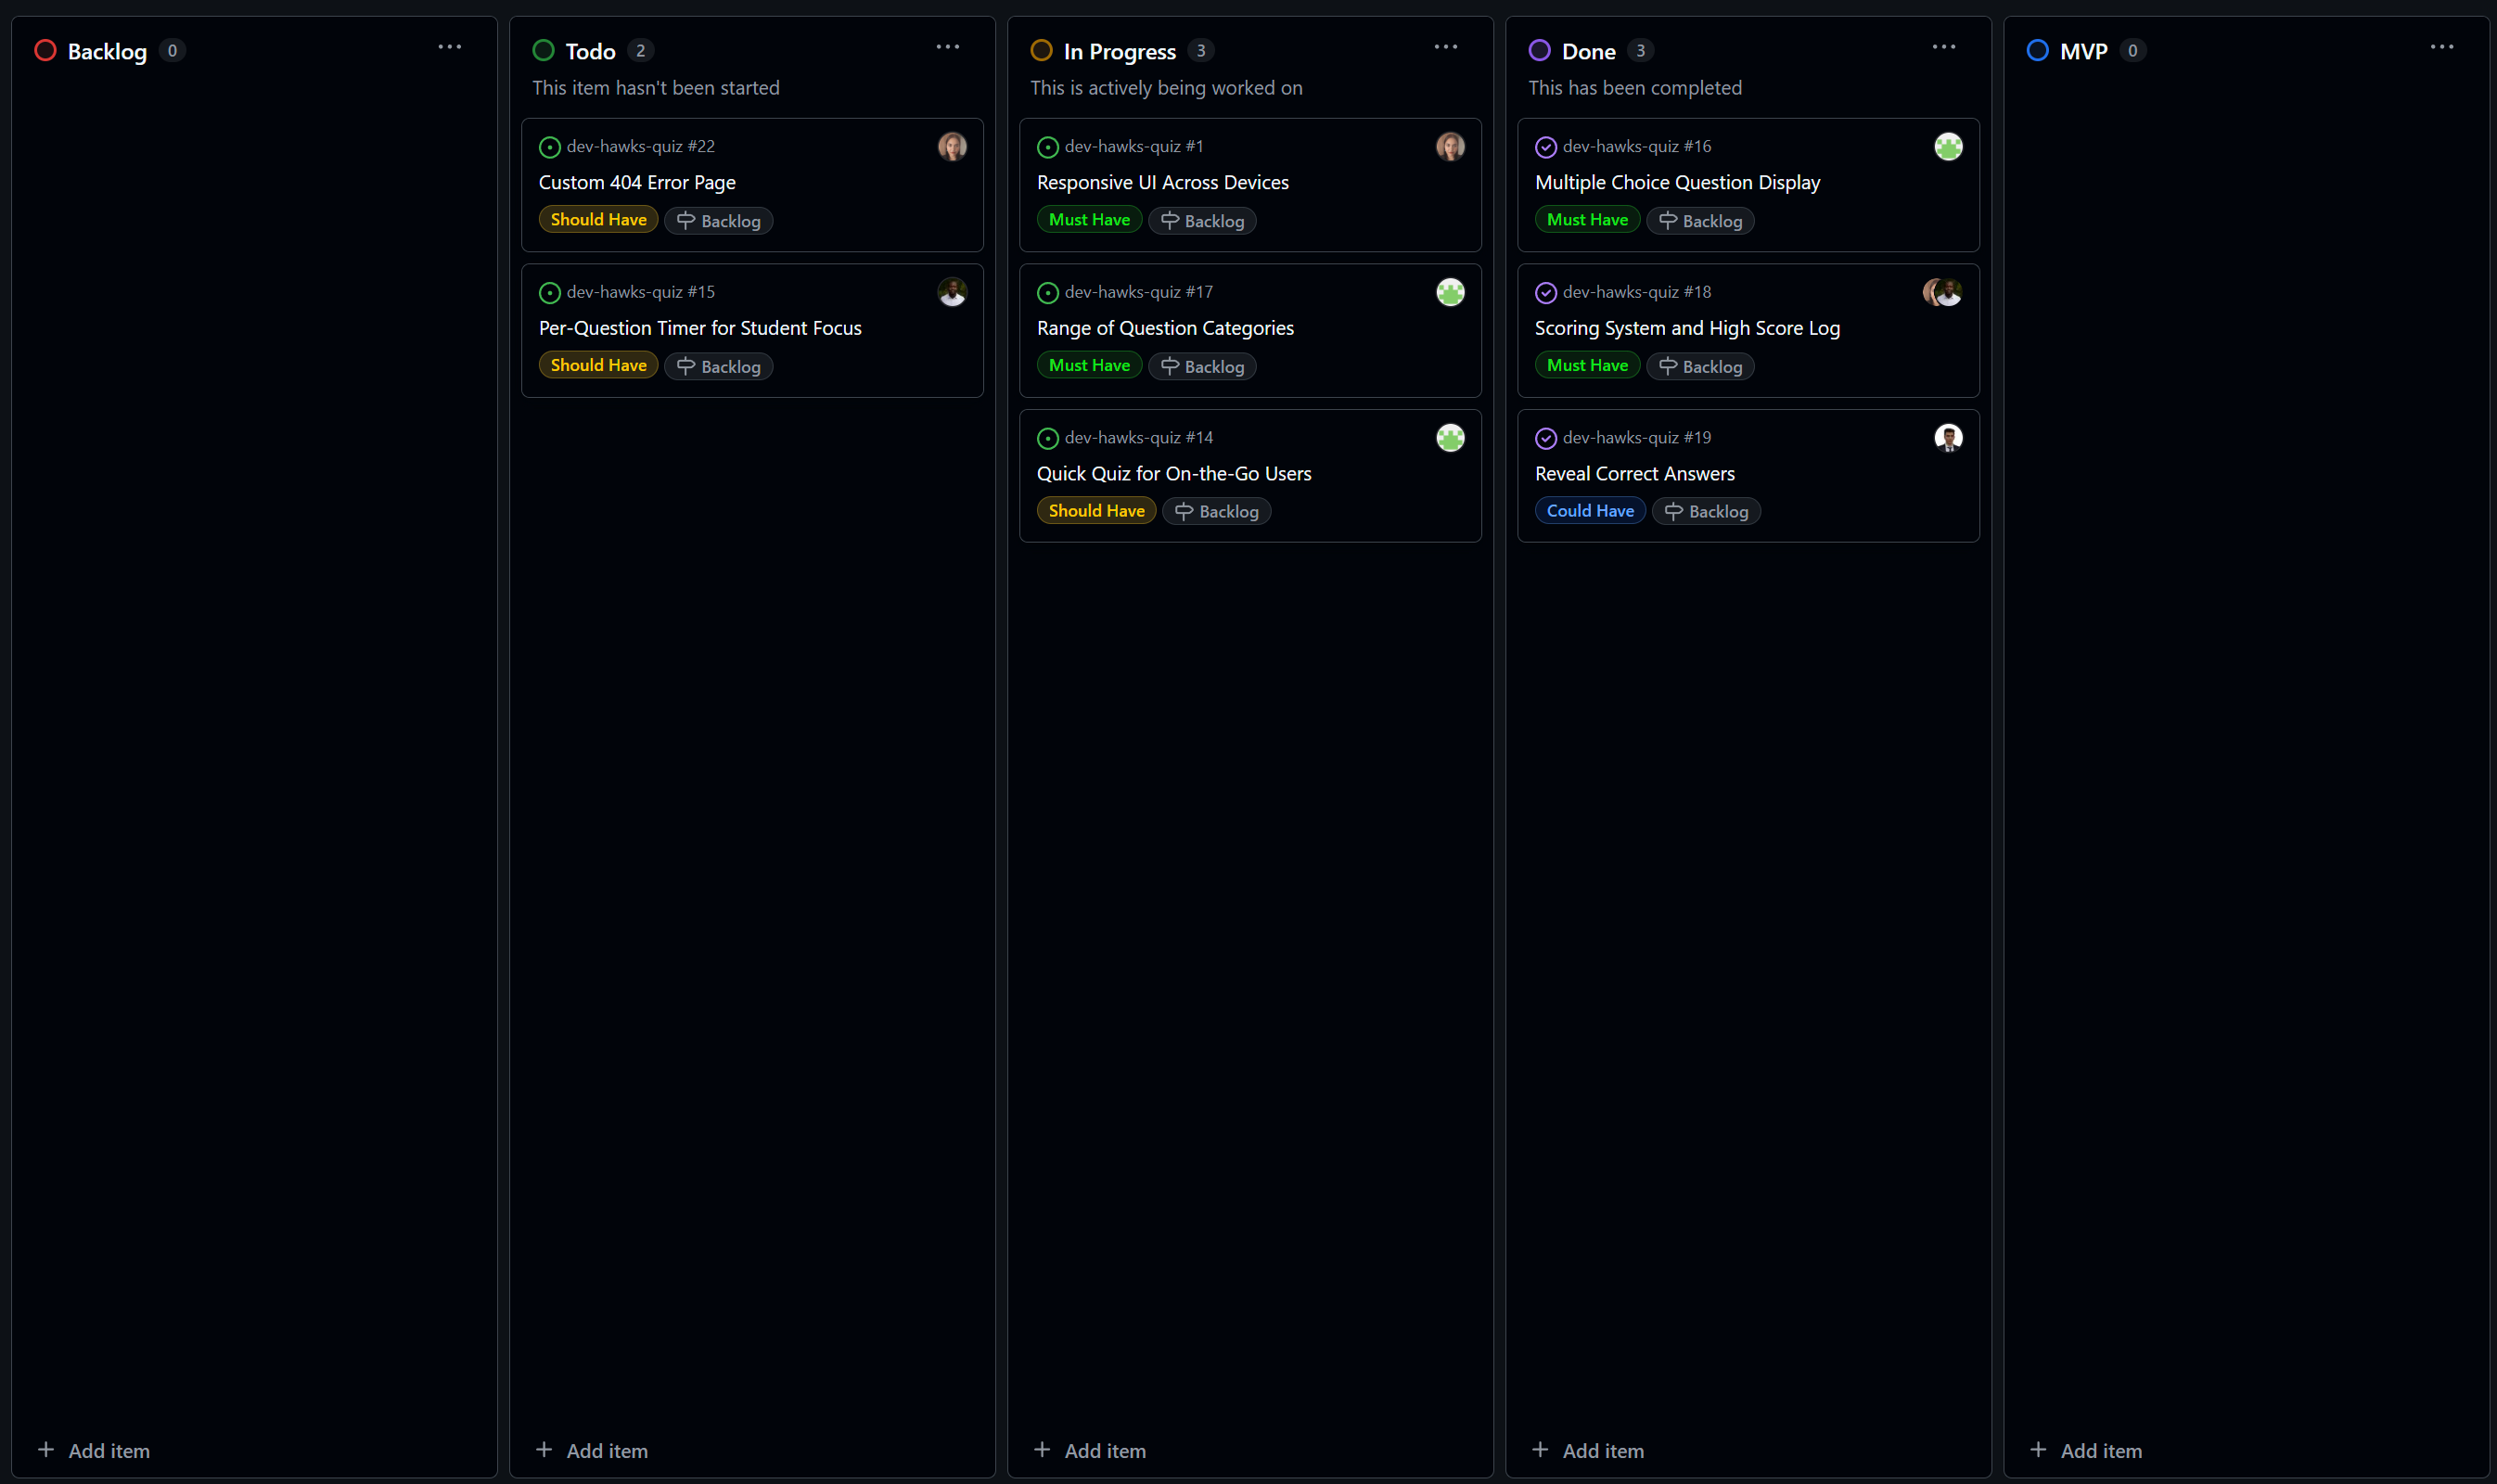 Backlog 0
Todo 2
This item hasn't been started
dev-hawks-quiz #22
Custom 404 Error Page
Should Have Backlog
dev-hawks-quiz #15
Per-Question Timer for Student Focus
Should Have Backlog
In Progress 3
This is actively being worked on
dev-hawks-quiz #1
Responsive UI Across Devices
Must Have Backlog
dev-hawks-quiz #17
Range of Question Categories
Must Have Backlog
dev-hawks-quiz #14
Quick Quiz for On-the-Go Users
Should Have Backlog
Done 3
This has been completed
dev-hawks-quiz #16
Multiple Choice Question Display
Must Have Backlog
dev-hawks-quiz #18
Scoring System and High Score Log
Must Have Backlog
dev-hawks-quiz #19
Reveal Correct Answers
Could Have Backlog
MVP 0
+ Add item
+ Add item
+ Add item
+ Add item
+ Add item